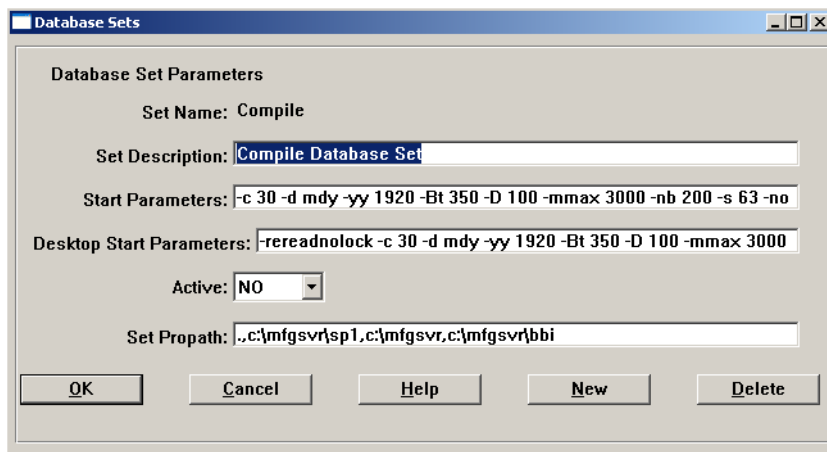 Database Sets
Database Set Parameters
Set Name: Compile
Set Description: Compile Database Set
Start Parameters: -c 30 -d mdy -yy 1920 -Bt 350 -D 100 -mmax 3000 -nb 200 -s 63 -no
Desktop Start Parameters: -rereadnolock -c 30 -d mdy -yy 1920 -Bt 350 -D 100 -mmax 3000
Active: NO
Set Propath: .,c:\mfgsvr\sp1,c:\mfgsvr,c:\mfgsvr\bbi
OK Cancel Help New Delete